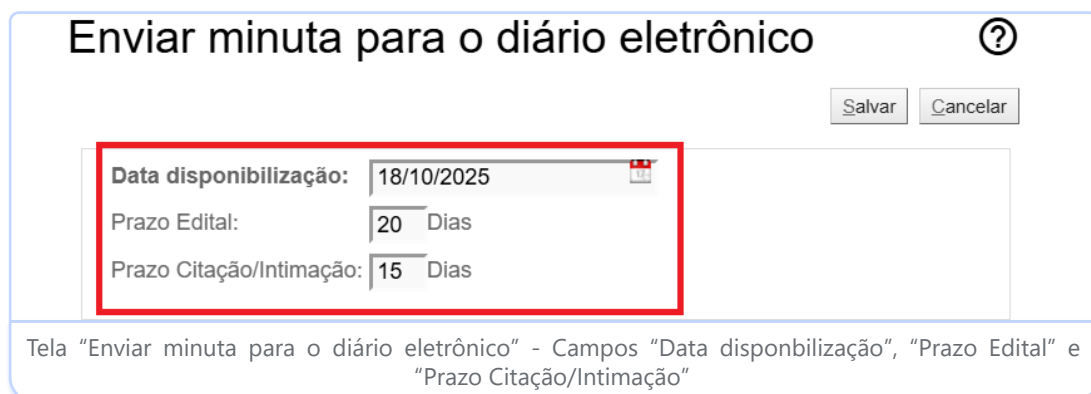 Enviar minuta para o diário eletrônico
Salvar Cancelar
Data disponibilização: 18/10/2025
Prazo Edital: 20 Dias
Prazo Citação/Intimação: 15 Dias
Tela “Enviar minuta para o diário eletrônico” - Campos “Data disponbilização”, “Prazo Edital” e
“Prazo Citação/Intimação”